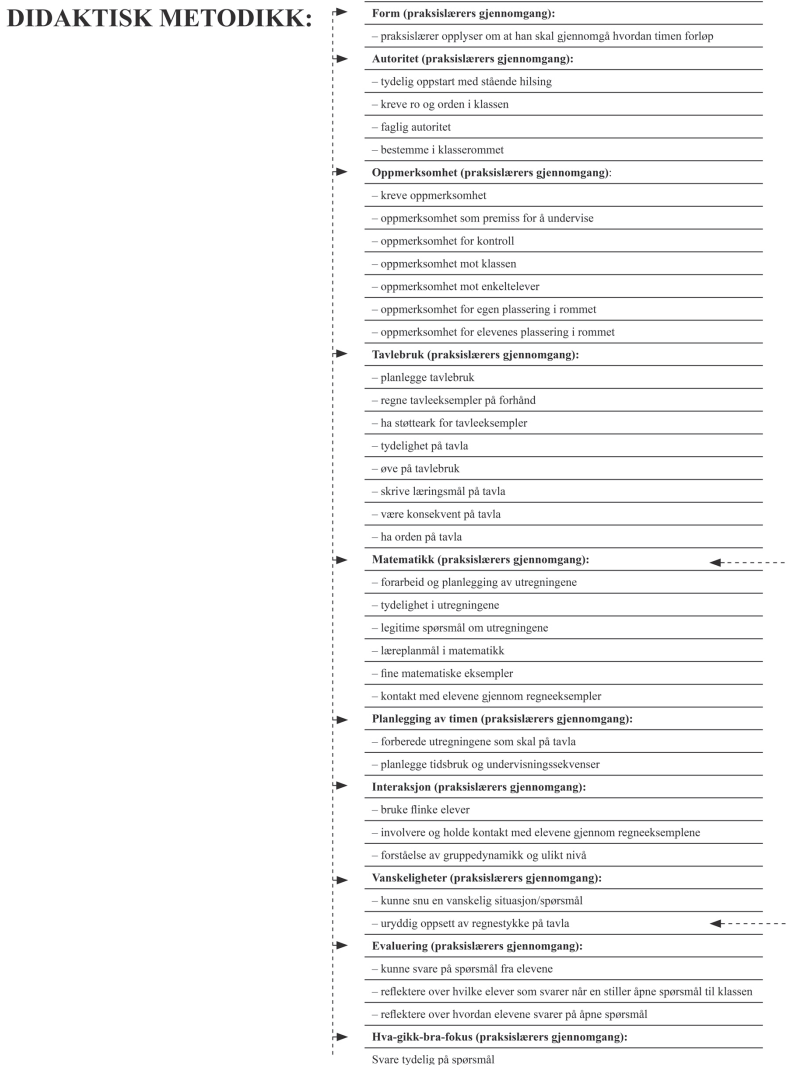 DIDAKTISK METODIKK:
Form (praksislærers gjennomgang):
– praksislærer opplyser om at han skal gjennomgå hvordan timen forløp
Autoritet (praksislærers gjennomgang):
– tydelig oppstart med stående hilsing
– kreve ro og orden i klassen
– faglig autoritet
– bestemme i klasserommet
Oppmerksomhet (praksislærers gjennomgang):
– kreve oppmerksomhet
– oppmerksomhet som premiss for å undervise
– oppmerksomhet for kontroll
– oppmerksomhet mot klassen
– oppmerksomhet mot enkeltelever
– oppmerksomhet for egen plassering i rommet
– oppmerksomhet for elevenes plassering i rommet
Tavlebruk (praksislærers gjennomgang):
– planlegge tavlebruk
– regne tavleeksempler på forhånd
– ha støtteark for tavleeksempler
– tydelighet på tavla
– øve på tavlebruk
– skrive læringsmål på tavla
– være konsekvent på tavla
– ha orden på tavla
Matematikk (praksislærers gjennomgang):
– forarbeid og planlegging av utregningene
– tydelighet i utregningene
– legitime spørsmål om utregningene
– læreplanmål i matematikk
– fine matematiske eksempler
– kontakt med elevene gjennom regneeksempler
Planlegging av timen (praksislærers gjennomgang):
– forberede utregningene som skal på tavla
– planlegge tidsbruk og undervisningssekvenser
Interaksjon (praksislærers gjennomgang):
– bruke flinke elever
– involvere og holde kontakt med elevene gjennom regneeksemplene
– forståelse av gruppedynamikk og ulikt nivå
Vanskeligheter (praksislærers gjennomgang):
– kunne snu en vanskelig situasjon/spørsmål
– uryddig oppsett av regnestykke på tavla
Evaluering (praksislærers gjennomgang):
– kunne svare på spørsmål fra elevene
– reflektere over hvilke elever som svarer når en stiller åpne spørsmål til klassen
– reflektere over hvordan elevene svarer på åpne spørsmål
Hva-gikk-bra-fokus (praksislærers gjennomgang):
Svare tydelig på spørsmål